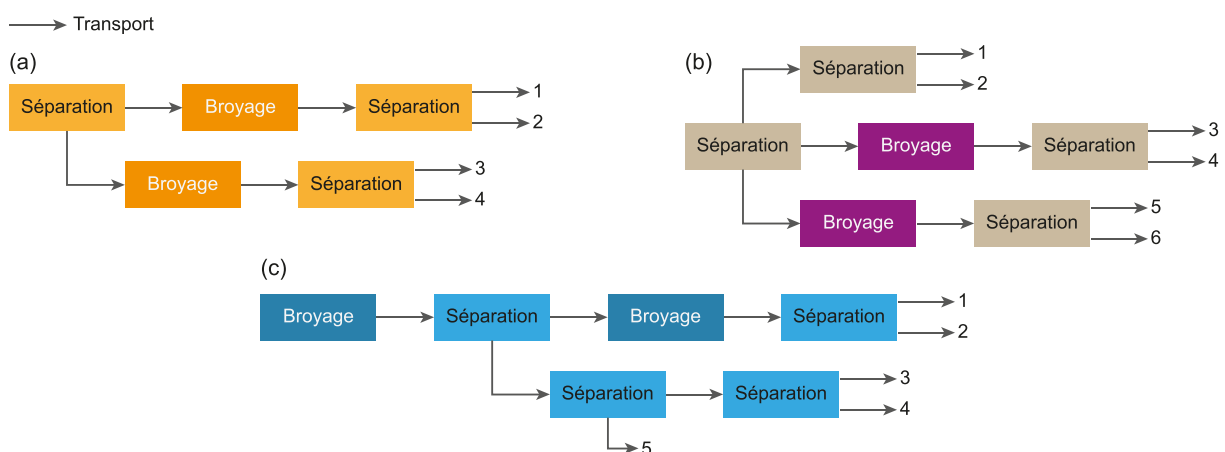 Transport
(a)
Séparation Broyage Séparation 1
2
Broyage Séparation 3
4
(b)
Séparation 1
2
Séparation Broyage Séparation 3
4
Broyage Séparation 5
6
(c)
Broyage Séparation Broyage Séparation 1
2
Séparation Séparation 3
4
5